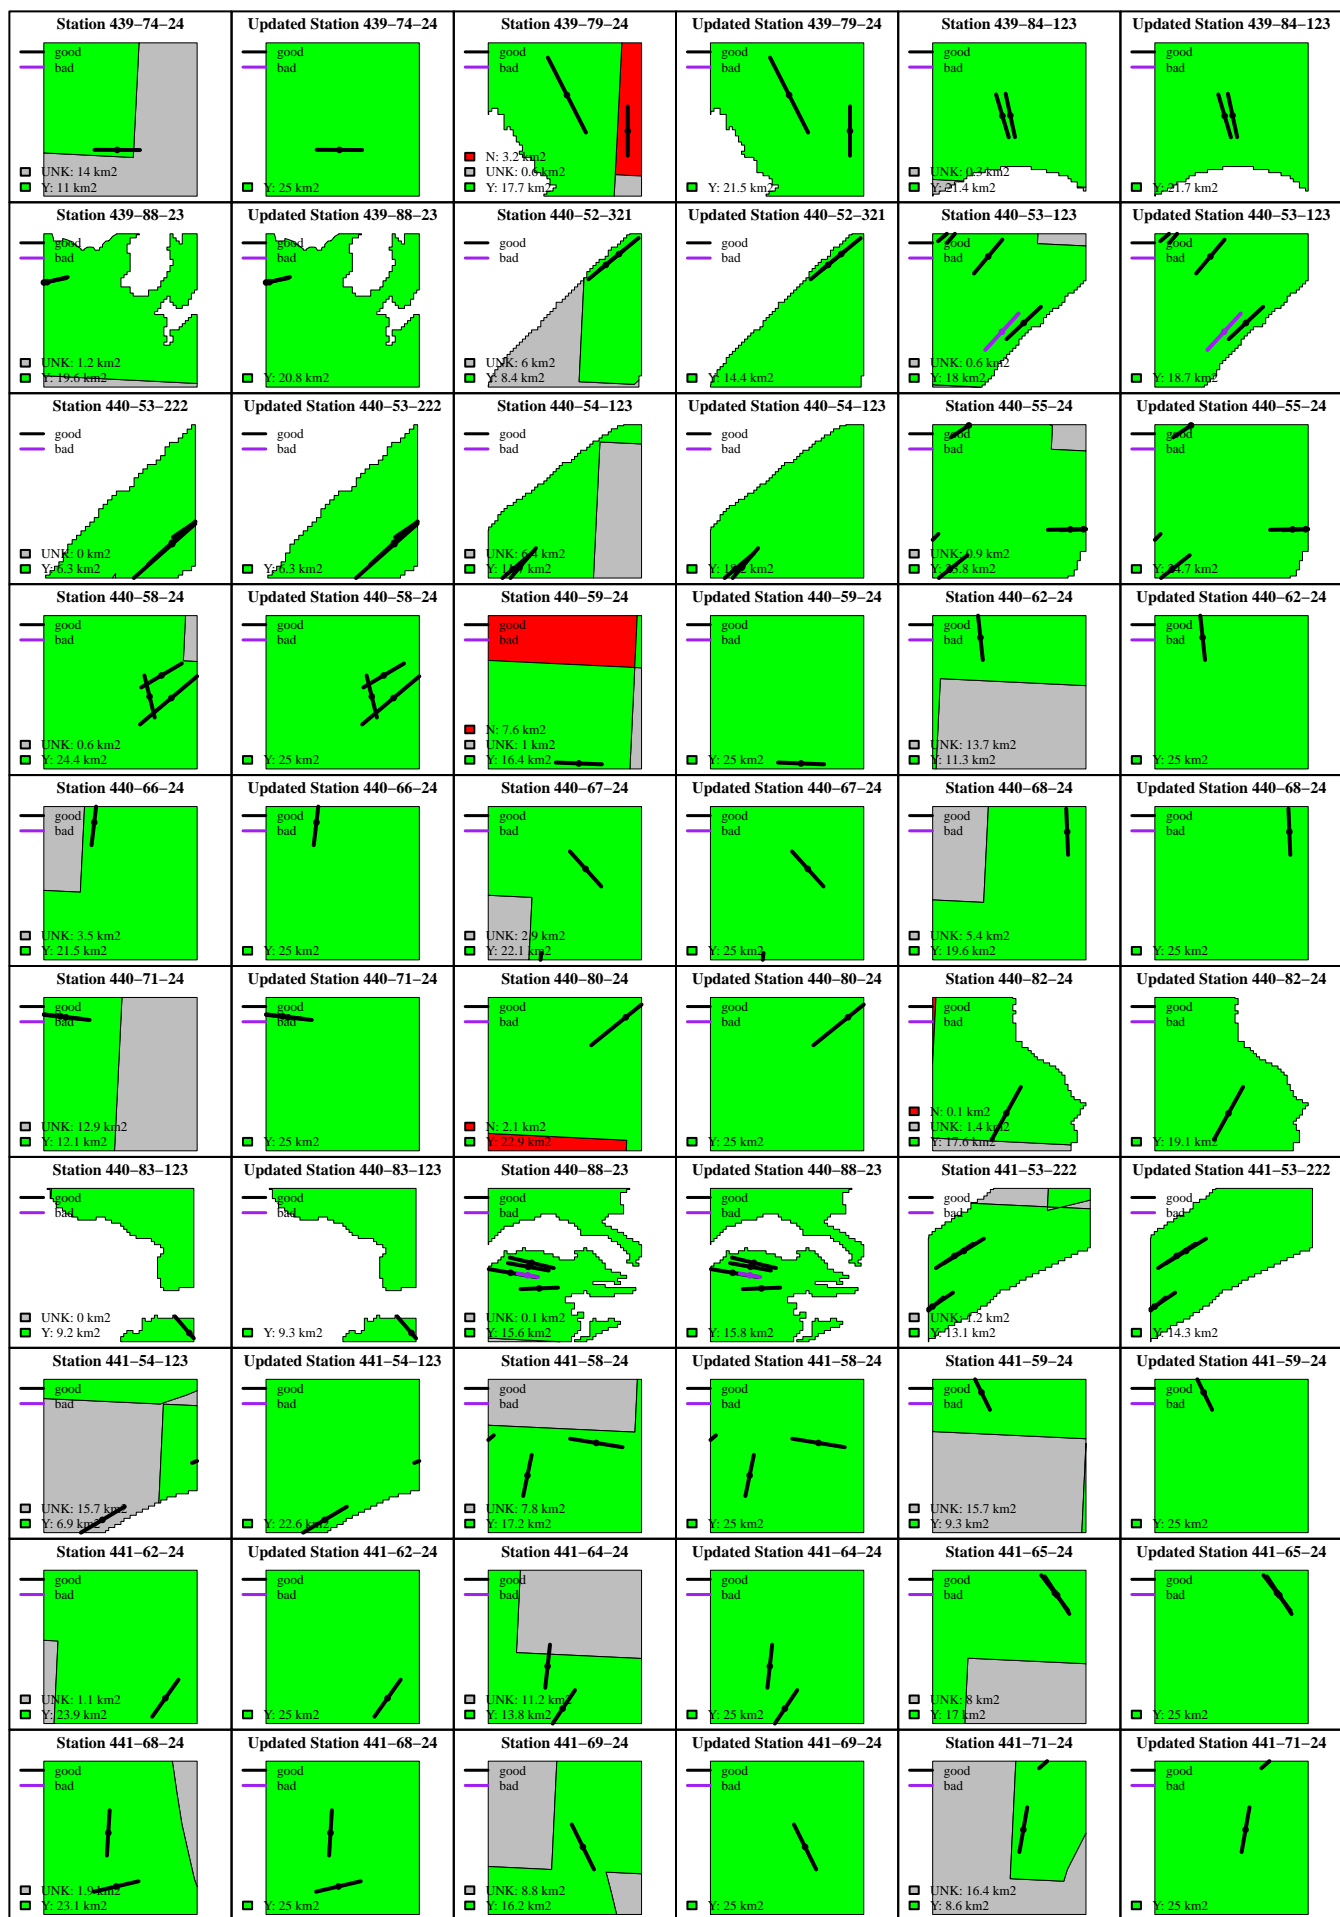 Station 439−74−24
good
bad
UNK: 14 km2
Y: 11 km2
Updated Station 439−74−24
good
bad
Y: 25 km2
Station 439−79−24
good
bad
N: 3.2 km2
UNK: 0.6 km2
Y: 17.7 km2
Updated Station 439−79−24
good
bad
Y: 21.5 km2
Station 439−84−123
good
bad
UNK: 0.3 km2
Y: 21.4 km2
Updated Station 439−84−123
good
bad
Y: 21.7 km2
Station 439−88−23
good
bad
UNK: 1.2 km2
Y: 19.6 km2
Updated Station 439−88−23
good
bad
Y: 20.8 km2
Station 440−52−321
good
bad
UNK: 6 km2
Y: 8.4 km2
Updated Station 440−52−321
good
bad
Y: 14.4 km2
Station 440−53−123
good
bad
UNK: 0.6 km2
Y: 18 km2
Updated Station 440−53−123
good
bad
Y: 18.7 km2
Station 440−53−222
good
bad
UNK: 0 km2
Y: 6.3 km2
Updated Station 440−53−222
good
bad
Y: 6.3 km2
Station 440−54−123
good
bad
UNK: 6.4 km2
Y: km2
Updated Station 440−54−123
good
bad
Y: km2
Station 440−55−24
good
bad
UNK: 0.9 km2
Y: 23.8 km2
Updated Station 440−55−24
good
bad
Y: 24.7 km2
Station 440−58−24
good
bad
UNK: 0.6 km2
Y: 24.4 km2
Updated Station 440−58−24
good
bad
Y: 25 km2
Station 440−59−24
good
bad
N: 7.6 km2
UNK: 1 km2
Y: 16.4 km2
Updated Station 440−59−24
good
bad
Y: 25 km2
Station 440−62−24
good
bad
UNK: 13.7 km2
Y: 11.3 km2
Updated Station 440−62−24
good
bad
Y: 25 km2
Station 440−66−24
good
bad
UNK: 3.5 km2
Y: 21.5 km2
Updated Station 440−66−24
good
bad
Y: 25 km2
Station 440−67−24
good
bad
UNK: 2.9 km2
Y: 22.1 km2
Updated Station 440−67−24
good
bad
Y: 25 km2
Station 440−68−24
good
bad
UNK: 5.4 km2
Y: 19.6 km2
Updated Station 440−68−24
good
bad
Y: 25 km2
Station 440−71−24
good
bad
UNK: 12.9 km2
Y: 12.1 km2
Updated Station 440−71−24
good
bad
Y: 25 km2
Station 440−80−24
good
bad
N: 2.1 km2
Y: 22.9 km2
Updated Station 440−80−24
good
bad
Y: 25 km2
Station 440−82−24
good
bad
N: 0.1 km2
UNK: 1.4 km2
Y: 17.6 km2
Updated Station 440−82−24
good
bad
Y: 19.1 km2
Station 440−83−123
good
bad
UNK: 0 km2
Y: 9.2 km2
Updated Station 440−83−123
good
bad
Y: 9.3 km2
Station 440−88−23
good
bad
UNK: 0.1 km2
Y: 15.6 km2
Updated Station 440−88−23
good
bad
Y: 15.8 km2
Station 441−53−222
good
bad
UNK: 1.2 km2
Y: 13.1 km2
Updated Station 441−53−222
good
bad
Y: 14.3 km2
Station 441−54−123
good
bad
UNK: 15.7 km2
Y: 6.9 km2
Updated Station 441−54−123
good
bad
Y: 22.6 km2
Station 441−58−24
good
bad
UNK: 7.8 km2
Y: 17.2 km2
Updated Station 441−58−24
good
bad
Y: 25 km2
Station 441−59−24
good
bad
UNK: 15.7 km2
Y: 9.3 km2
Updated Station 441−59−24
good
bad
Y: 25 km2
Station 441−62−24
good
bad
UNK: 1.1 km2
Y: 23.9 km2
Updated Station 441−62−24
good
bad
Y: 25 km2
Station 441−64−24
good
bad
UNK: 11.2 km2
Y: 13.8 km2
Updated Station 441−64−24
good
bad
Y: 25 km2
Station 441−65−24
good
bad
UNK: 8 km2
Y: 17 km2
Updated Station 441−65−24
good
bad
Y: 25 km2
Station 441−68−24
good
bad
UNK: 1.9 km2
Y: 23.1 km2
Updated Station 441−68−24
good
bad
Y: 25 km2
Station 441−69−24
good
bad
UNK: 8.8 km2
Y: 16.2 km2
Updated Station 441−69−24
good
bad
Y: 25 km2
Station 441−71−24
good
bad
UNK: 16.4 km2
Y: 8.6 km2
Updated Station 441−71−24
good
bad
Y: 25 km2